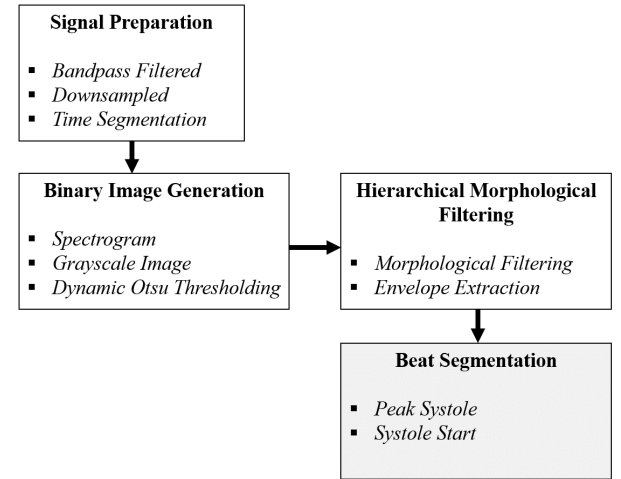 Signal Preparation
▪ Bandpass Filtered
▪ Downsampled
▪ Time Segmentation
Binary Image Generation
▪ Spectrogram
▪ Grayscale Image
▪ Dynamic Otsu Thresholding
Hierarchical Morphological
Filtering
▪ Morphological Filtering
▪ Envelope Extraction
Beat Segmentation
▪ Peak Systole
▪ Systole Start